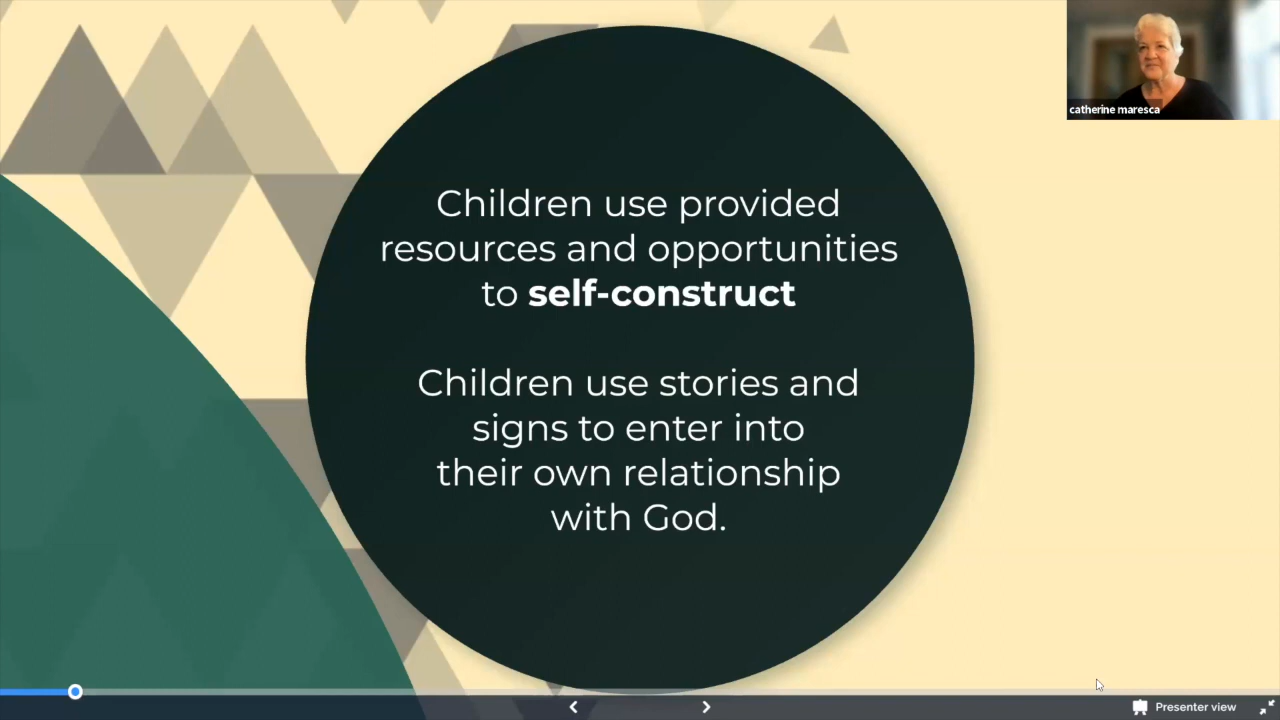 catherine maresca
Children use provided
resources and opportunities
to self-construct
Children use stories and
signs to enter into
their own relationship
with God.
Presenter view